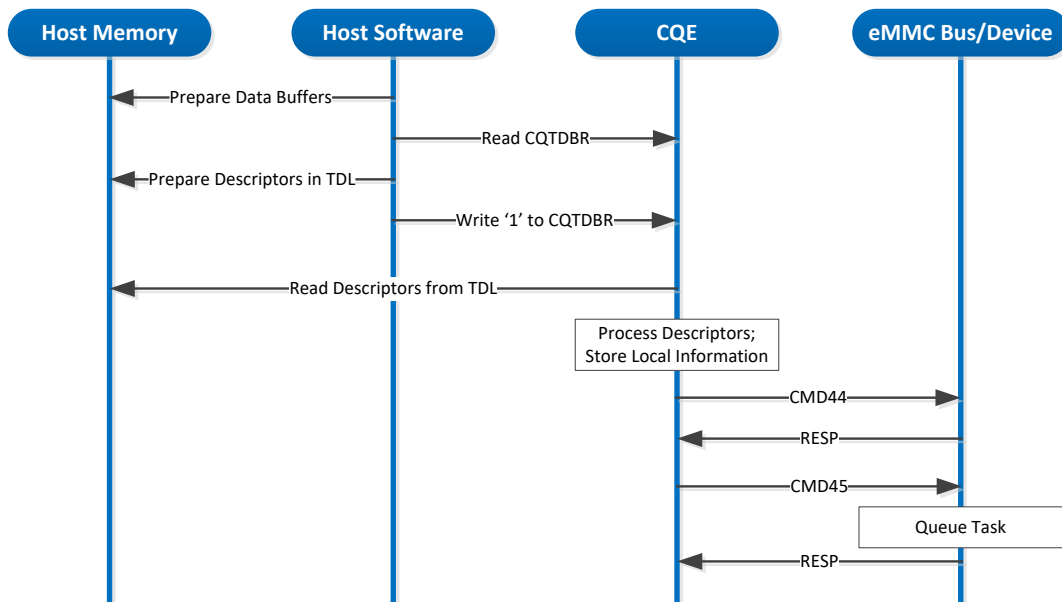 Host Memory
Host Software
CQE
eMMC Bus/Device
Prepare Data Buffers
Read CQTDBR
Prepare Descriptors in TDL
Write ‘1’ to CQTDBR
Read Descriptors from TDL
Process Descriptors;
Store Local Information
CMD44
RESP
CMD45
Queue Task
RESP